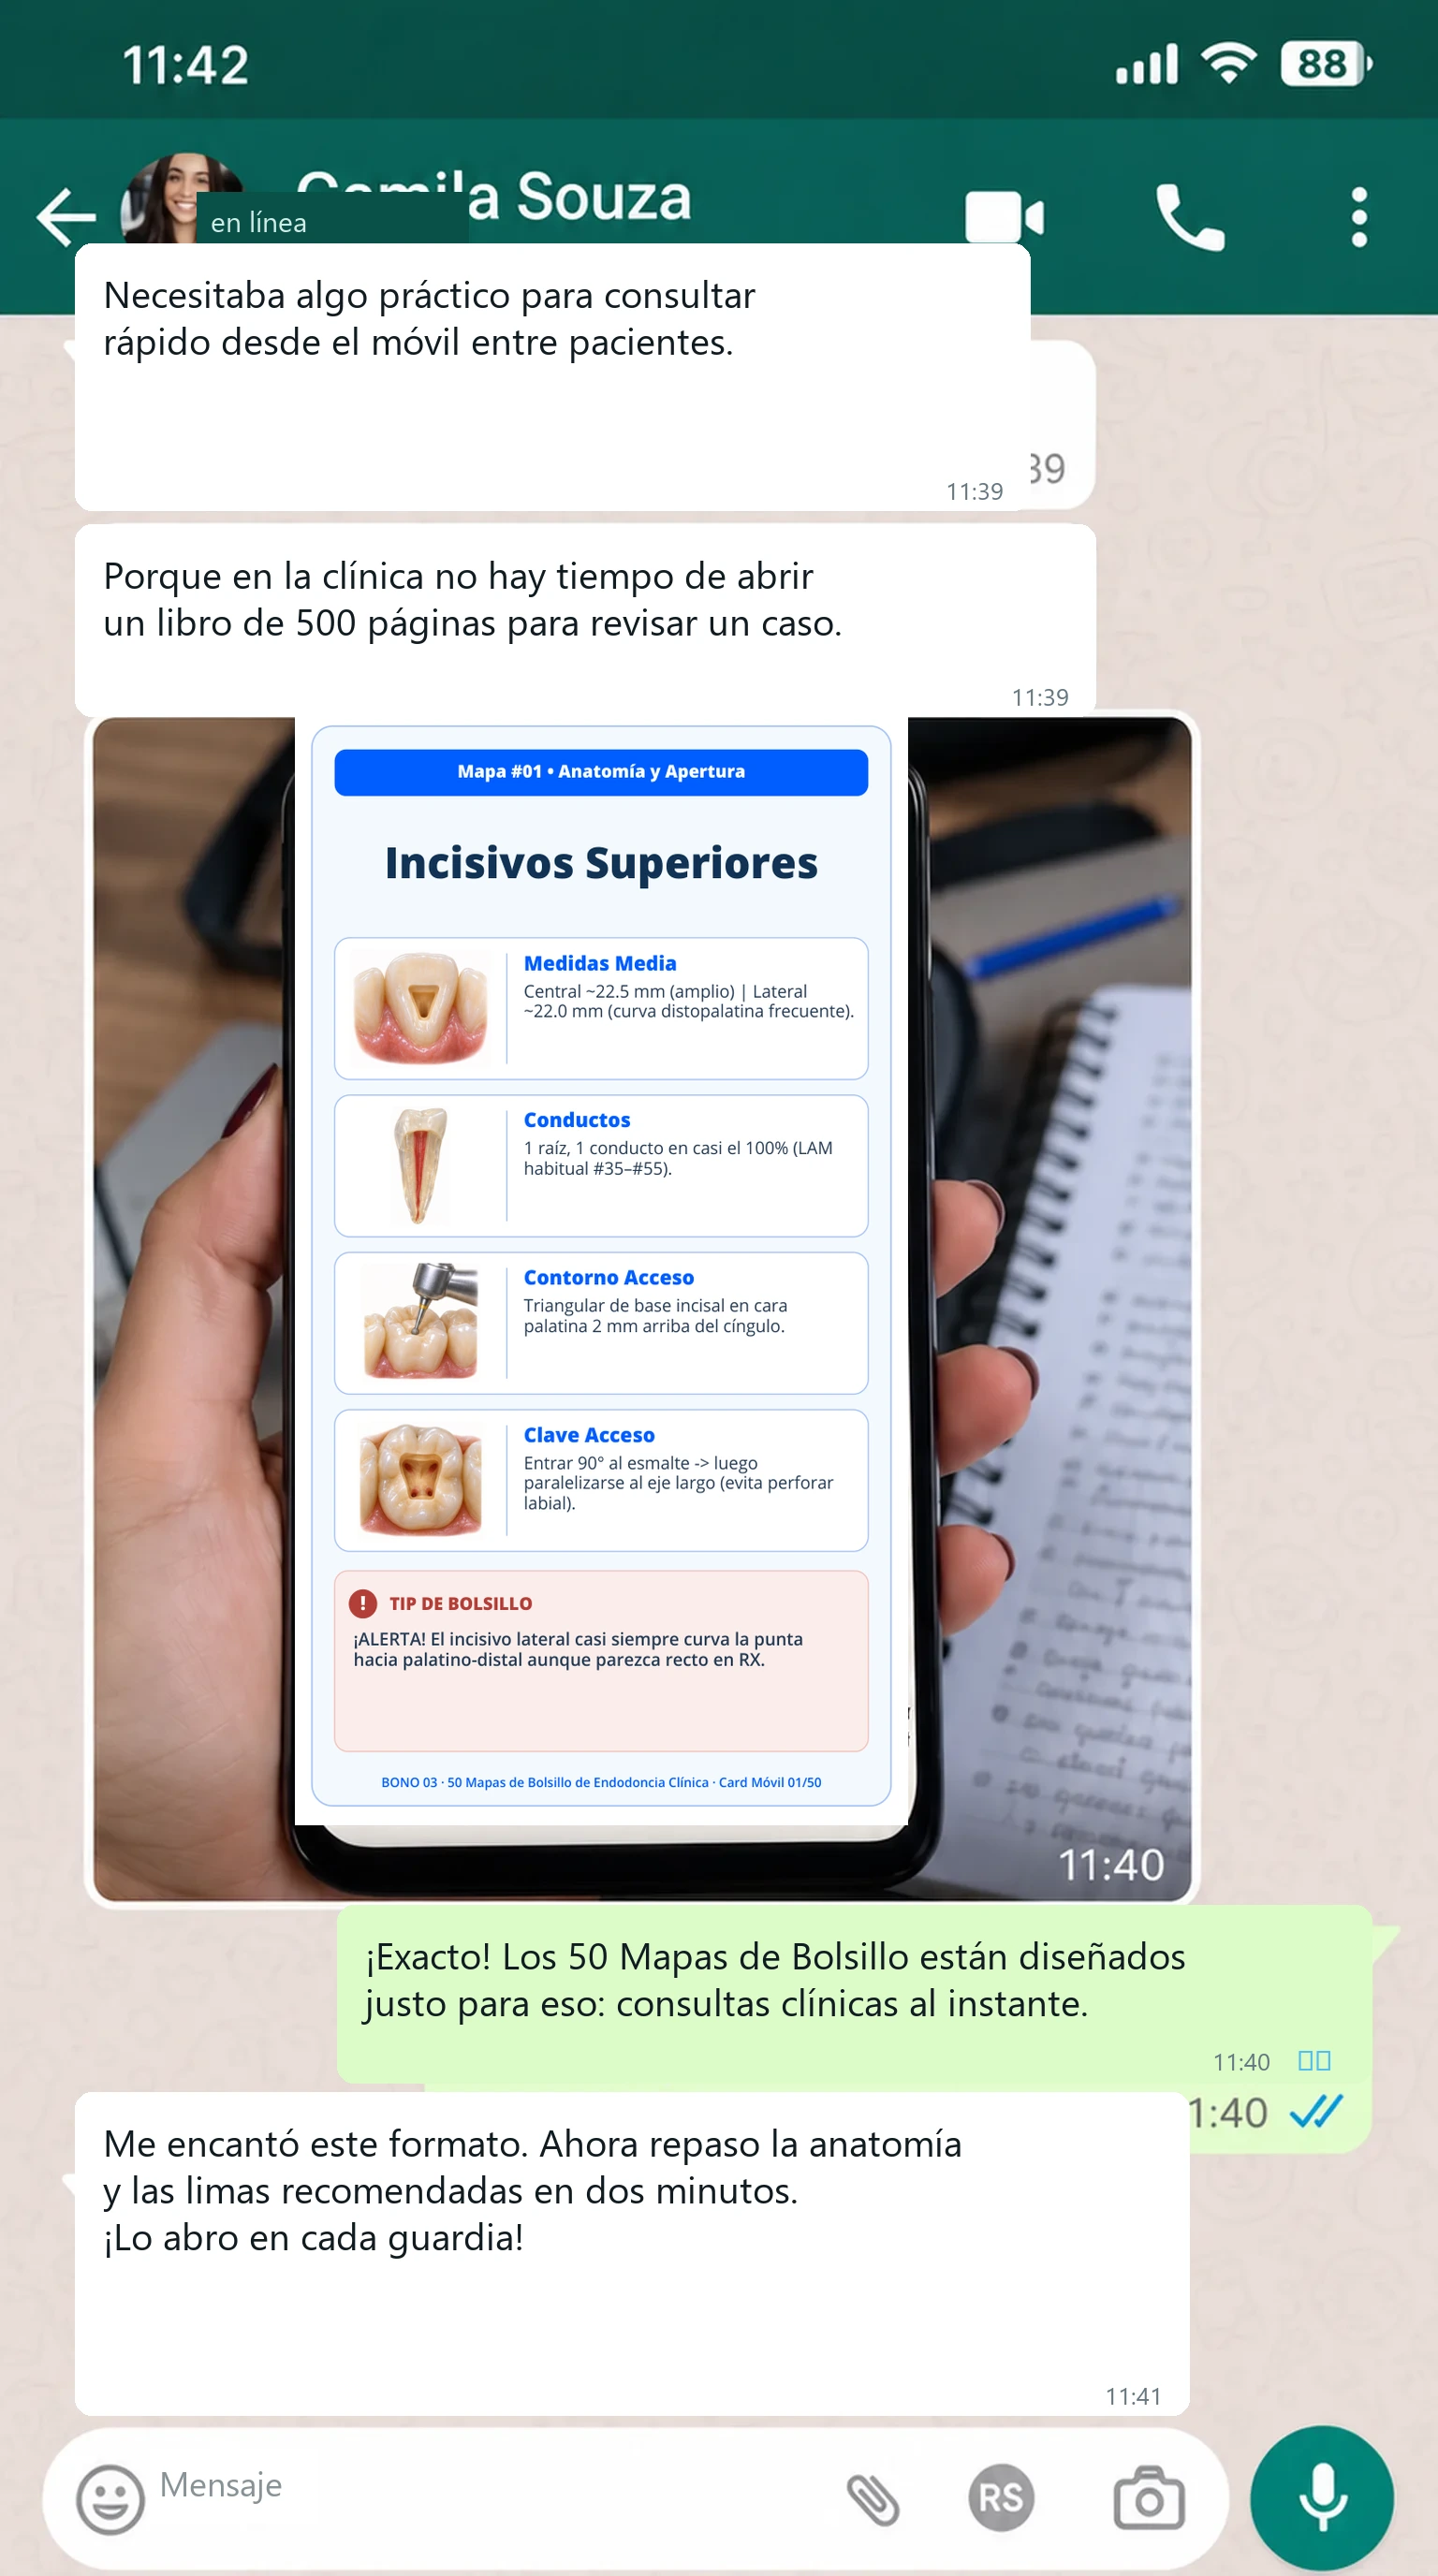 11:42
88
Camila Souza
en línea
Necesitaba algo práctico para consultar
rápido desde el móvil entre pacientes.
39
11:39
Porque en la clínica no hay tiempo de abrir
un libro de 500 páginas para revisar un caso.
11:39
Mapa #01 • Anatomía y Apertura
Incisivos Superiores
Medidas Media
Central ~22.5 mm (amplio) | Lateral
~22.0 mm (curva distopalatina frecuente).
Conductos
1 raíz, 1 conducto en casi el 100% (LAM
habitual #35–#55).
Contorno Acceso
Triangular de base incisal en cara
palatina 2 mm arriba del cíngulo.
Clave Acceso
Entrar 90° al esmalte -> luego
paralelizarse al eje largo (evita perforar
labial).
! TIP DE BOLSILLO
¡ALERTA! El incisivo lateral casi siempre curva la punta
hacia palatino-distal aunque parezca recto en RX.
BONO 03 · 50 Mapas de Bolsillo de Endodoncia Clínica · Card Móvil 01/50
11:40
¡Exacto! Los 50 Mapas de Bolsillo están diseñados
justo para eso: consultas clínicas al instante.
11:40
1:40
Me encantó este formato. Ahora repaso la anatomía
y las limas recomendadas en dos minutos.
¡Lo abro en cada guardia!
11:41
Mensaje
RS